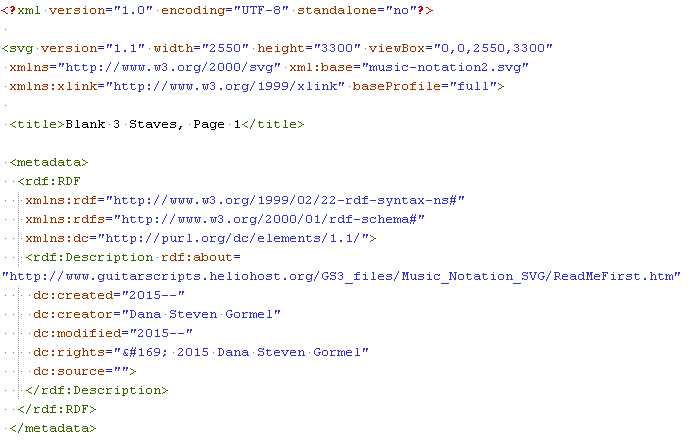 <?xml version="1.0" encoding="UTF-8" standalone="no"?>
<svg version="1.1" width="2550" height="3300" viewBox="0,0,2550,3300"
xmlns="http://www.w3.org/2000/svg" xml:base="music-notation2.svg"
xmlns:xlink="http://www.w3.org/1999/xlink" baseProfile="full">
<title>Blank 3 Staves, Page 1</title>
<metadata>
<rdf:RDF
xmlns:rdf="http://www.w3.org/1999/02/22-rdf-syntax-ns#"
xmlns:rdfs="http://www.w3.org/2000/01/rdf-schema#"
xmlns:dc="http://purl.org/dc/elements/1.1/">
<rdf:Description rdf:about=
"http://www.guitarscripts.heliohost.org/GS3_files/Music_Notation_SVG/ReadMeFirst.htm"
dc:created="2015--"
dc:creator="Dana Steven Gormel"
dc:modified="2015--"
dc:rights="&#169; 2015 Dana Steven Gormel"
dc:source="">
</rdf:Description>
</rdf:RDF>
</metadata>